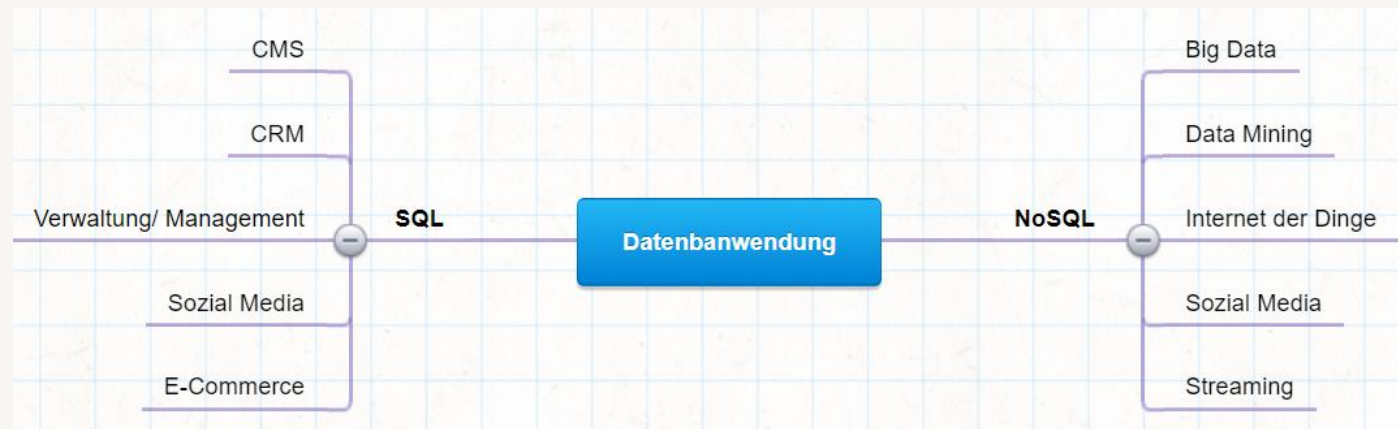 CMS
CRM
Verwaltung/ Management
Sozial Media
E-Commerce
SQL
Datenbanwendung
NoSQL
Big Data
Data Mining
Internet der Dinge
Sozial Media
Streaming